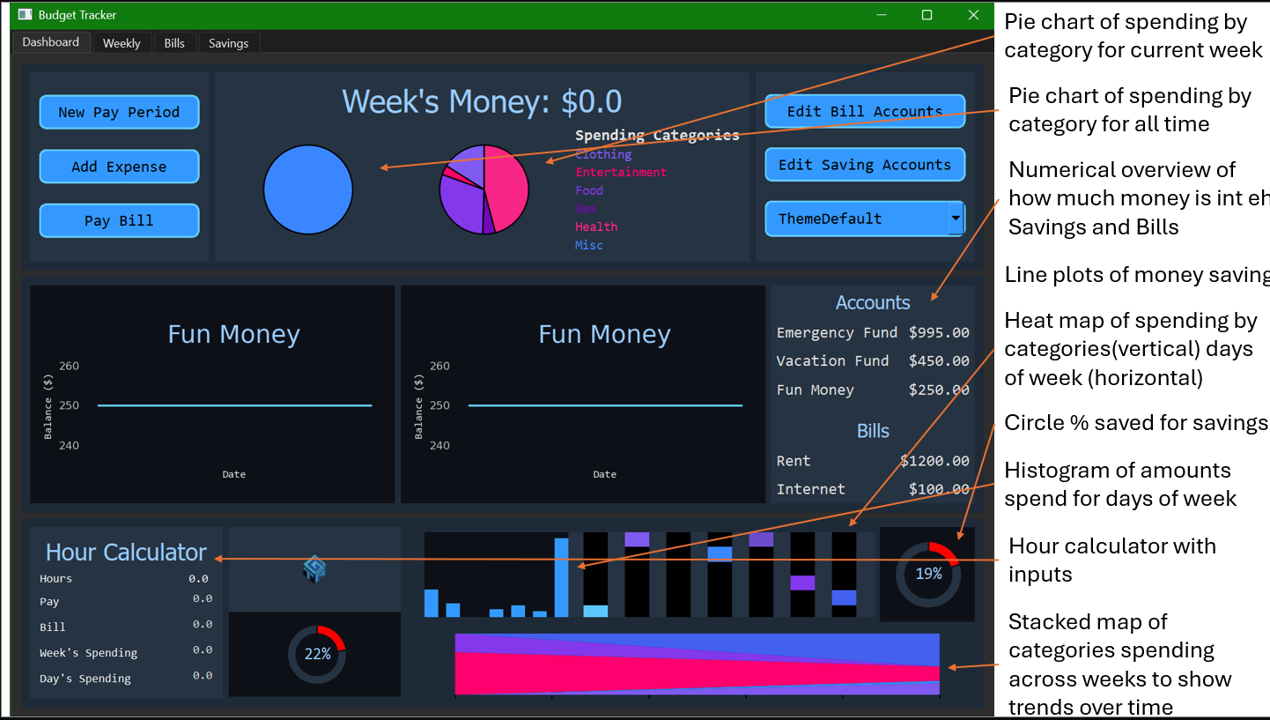 Budget Tracker
Dashboard Weekly Bills Savings
New Pay Period
Add Expense
Pay Bill
Week's Money: $0.0
Spending Categories
Clothing
Entertainment
Food
Gas
Health
Misc
Edit Bill Accounts
Edit Saving Accounts
ThemeDefault
Fun Money
260
250
240
Balance ($)
Date
Fun Money
260
250
240
Balance ($)
Date
Accounts
Emergency Fund $995.00
Vacation Fund $450.00
Fun Money $250.00
Bills
Rent $1200.00
Internet $100.00
Hour Calculator
Hours 0.0
Pay 0.0
Bill 0.0
Week's Spending 0.0
Day's Spending 0.0
22%
19%
Pie chart of spending by
category for current week
Pie chart of spending by
category for all time
Numerical overview of
how much money is int eh
Savings and Bills
Line plots of money saving
Heat map of spending by
categories(vertical) days
of week (horizontal)
Circle % saved for savings
Histogram of amounts
spend for days of week
Hour calculator with
inputs
Stacked map of
categories spending
across weeks to show
trends over time